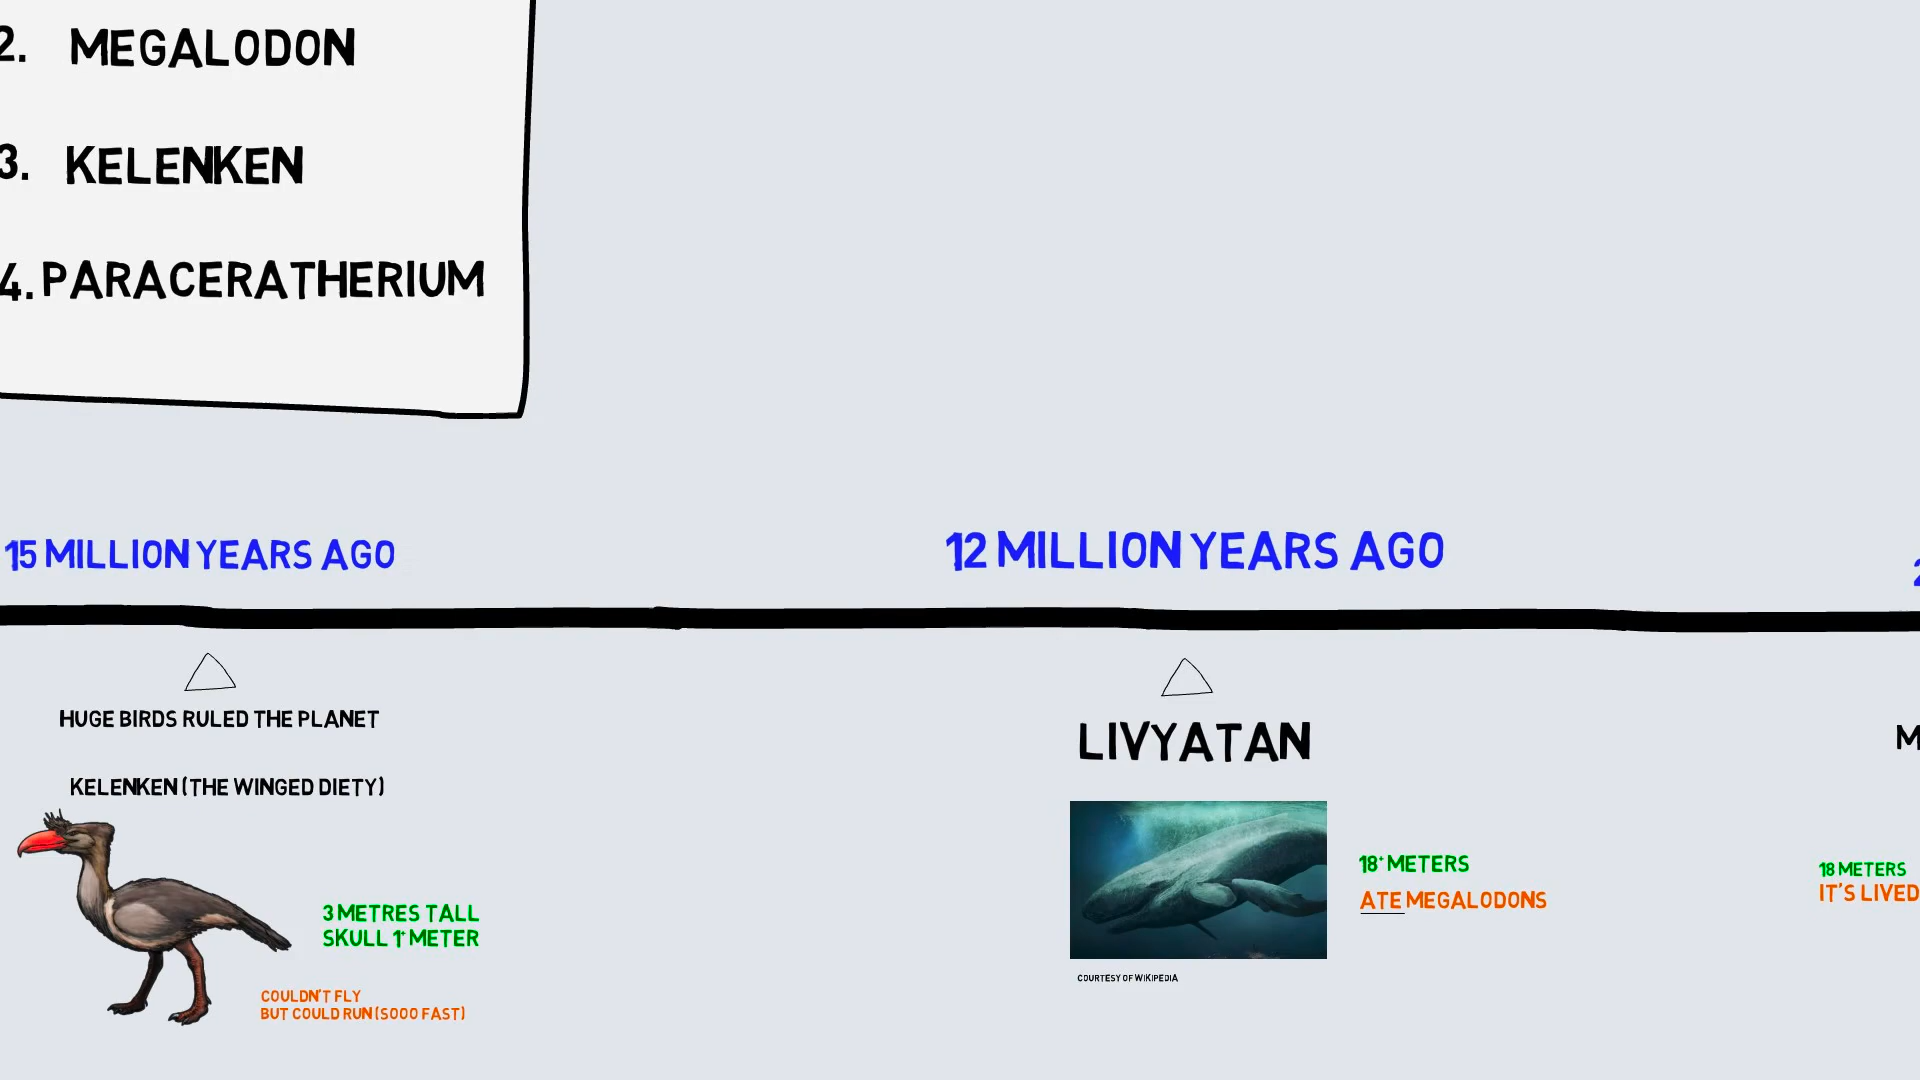 2. MEGALODON
3. KELENKEN
4. PARACERATHERIUM
15 MILLION YEARS AGO
12 MILLION YEARS AGO
HUGE BIRDS RULED THE PLANET
KELENKEN (THE WINGED DIETY)
3 METRES TALL
SKULL 1+ METER
COULDN'T FLY
BUT COULD RUN (SOOO FAST)
LIVYATAN
18+ METERS
ATE MEGALODONS
COURTESY OF WIKIPEDIA
M
18 METERS
IT'S LIVED